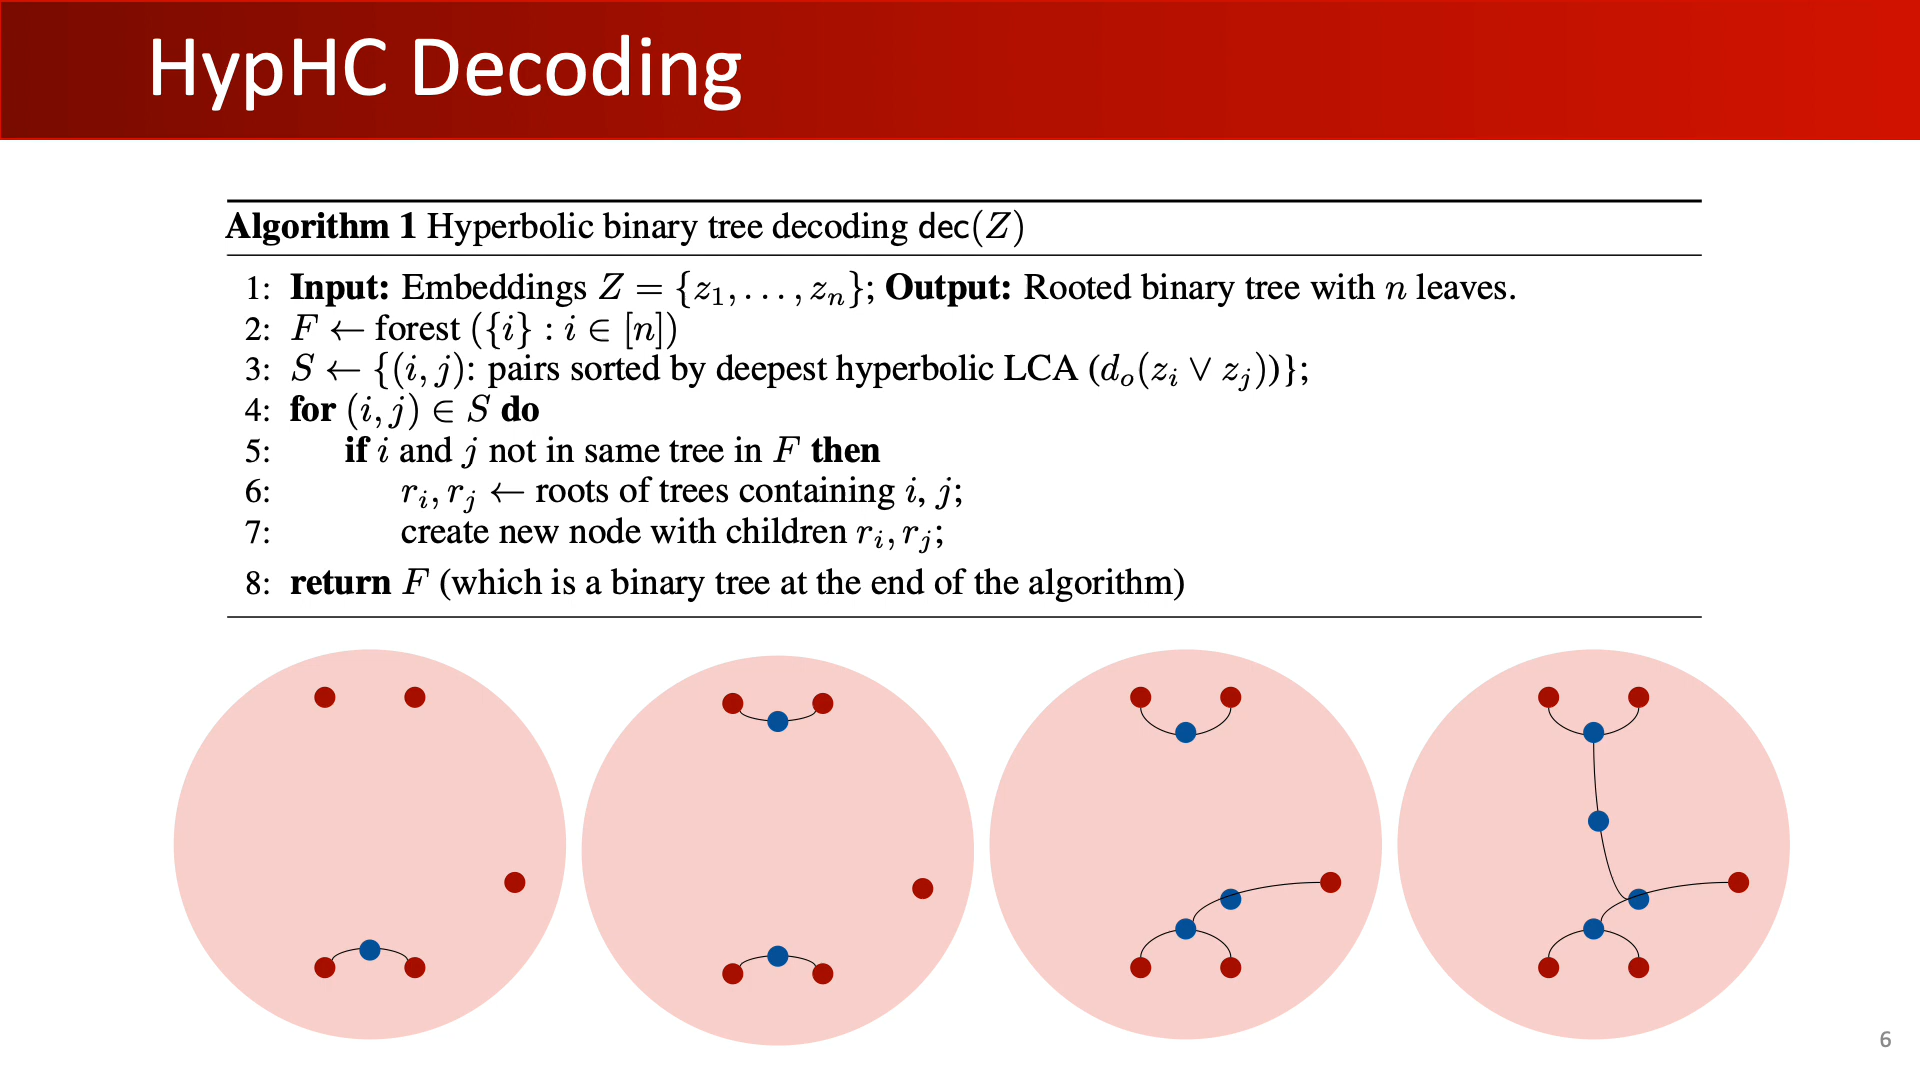 HypHC Decoding
Algorithm 1 Hyperbolic binary tree decoding dec(Z)
1: Input: Embeddings Z = {z₁, . . . , zₙ}; Output: Rooted binary tree with n leaves.
2: F ← forest ({i} : i ∈ [n])
3: S ← {(i, j): pairs sorted by deepest hyperbolic LCA (dₒ(zᵢ ∨ zⱼ))};
4: for (i, j) ∈ S do
5: if i and j not in same tree in F then
6: rᵢ, rⱼ ← roots of trees containing i, j;
7: create new node with children rᵢ, rⱼ;
8: return F (which is a binary tree at the end of the algorithm)
6